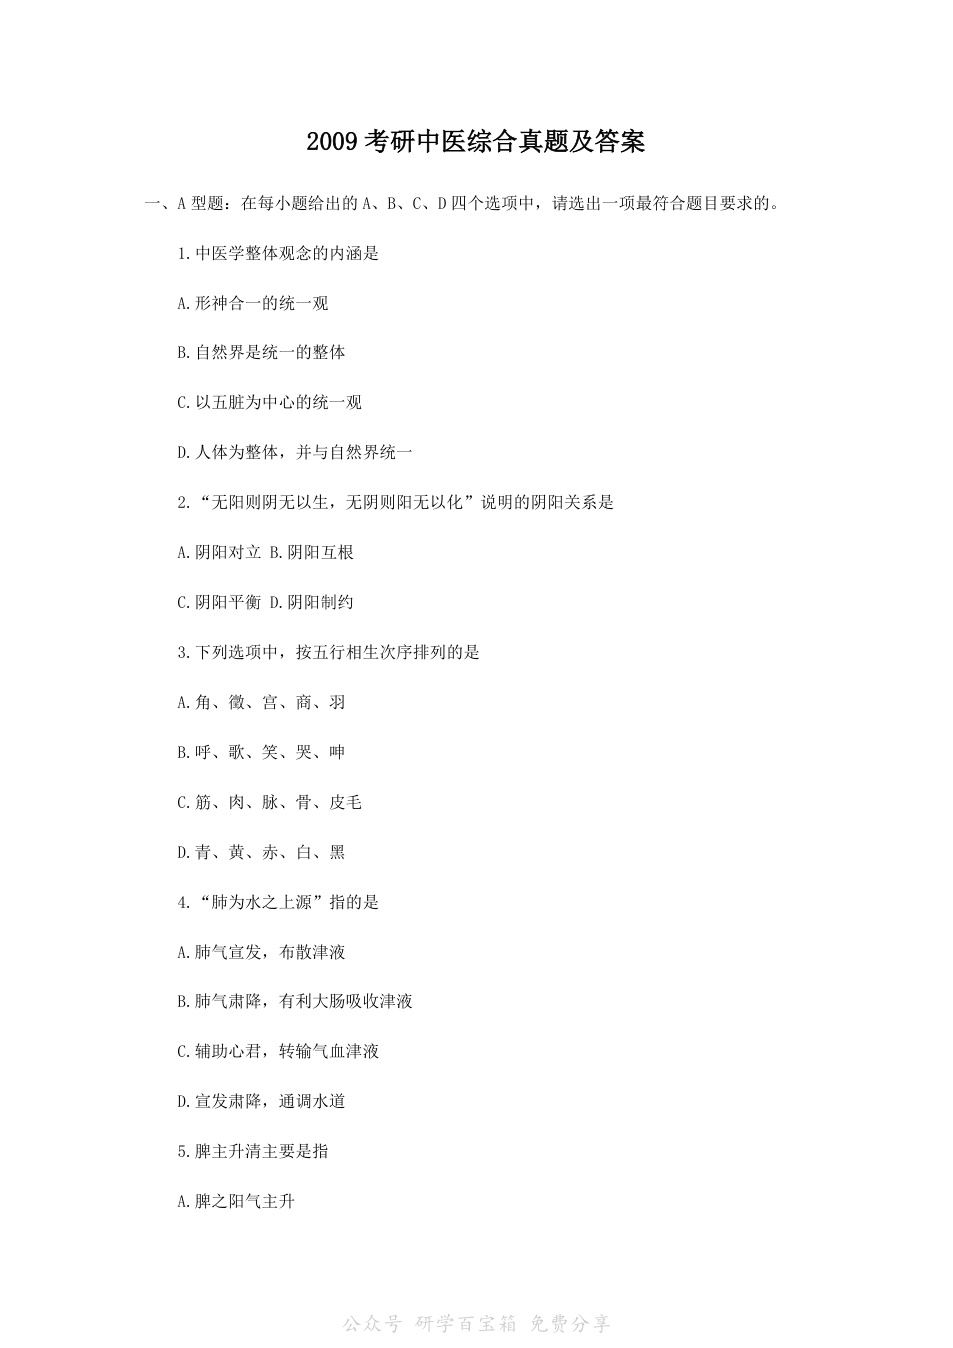 2009 考研中医综合真题及答案
一、A 型题：在每小题给出的 A、B、C、D 四个选项中，请选出一项最符合题目要求的。
1.中医学整体观念的内涵是
A.形神合一的统一观
B.自然界是统一的整体
C.以五脏为中心的统一观
D.人体为整体，并与自然界统一
2.“无阳则阴无以生，无阴则阳无以化”说明的阴阳关系是
A.阴阳对立 B.阴阳互根
C.阴阳平衡 D.阴阳制约
3.下列选项中，按五行相生次序排列的是
A.角、徵、宫、商、羽
B.呼、歌、笑、哭、呻
C.筋、肉、脉、骨、皮毛
D.青、黄、赤、白、黑
4.“肺为水之上源”指的是
A.肺气宣发，布散津液
B.肺气肃降，有利大肠吸收津液
C.辅助心君，转输气血津液
D.宣发肃降，通调水道
5.脾主升清主要是指
A.脾之阳气主升
公众号 研学百宝箱 免费分享